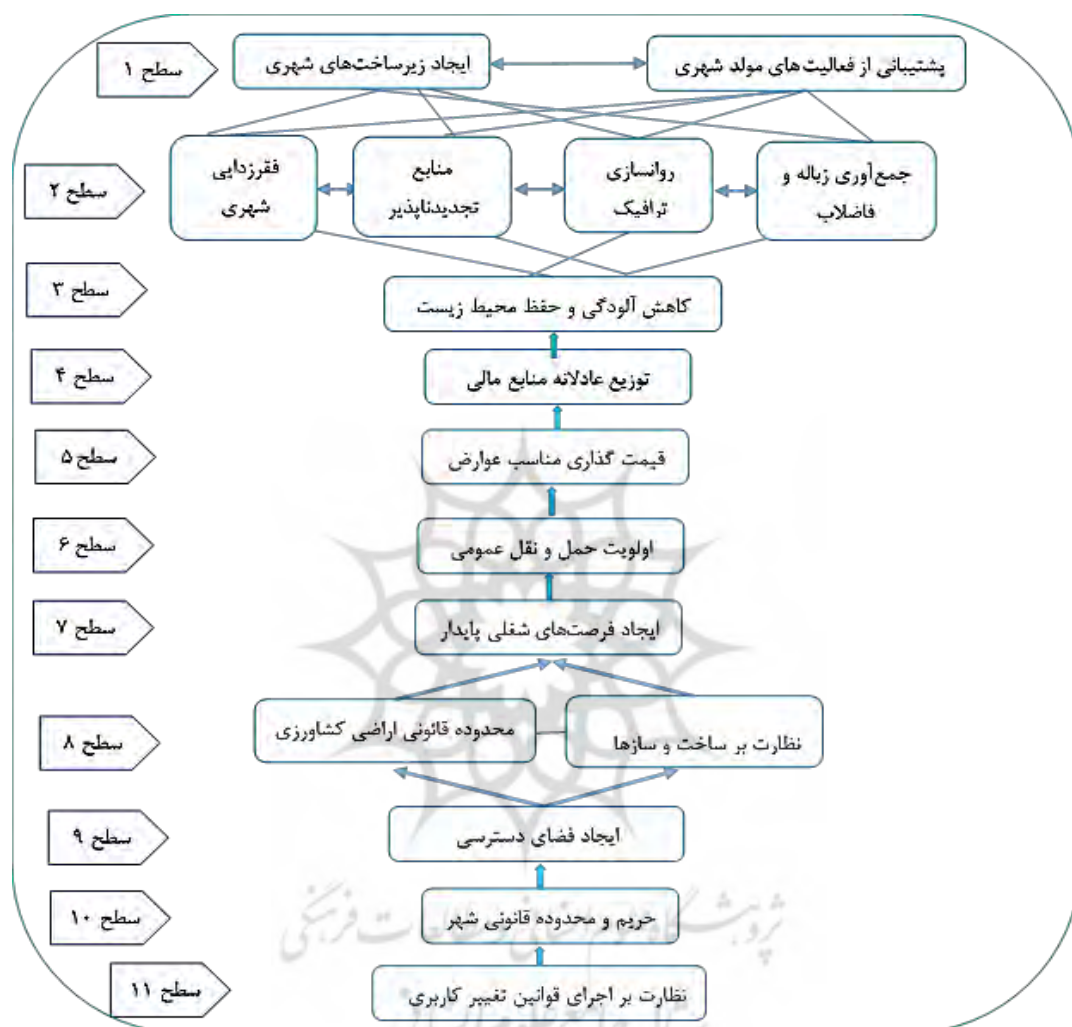 سطح ۱
ایجاد زیرساخت‌های شهری
پشتیبانی از فعالیت‌های مولد شهری
سطح ۲
فقرزدایی
شهری
منابع
تجدیدناپذیر
روانسازی
ترافیک
جمع‌آوری زباله و
فاضلاب
سطح ۳
کاهش آلودگی و حفظ محیط زیست
سطح ۴
توزیع عادلانه منابع مالی
سطح ۵
قیمت گذاری مناسب عوارض
سطح ۶
اولویت حمل و نقل عمومی
سطح ۷
ایجاد فرصت‌های شغلی پایدار
سطح ۸
محدوده قانونی اراضی کشاورزی
نظارت بر ساخت و سازها
سطح ۹
ایجاد فضای دسترسی
سطح ۱۰
حریم و محدوده قانونی شهر
سطح ۱۱
نظارت بر اجرای قوانین تغییر کاربری